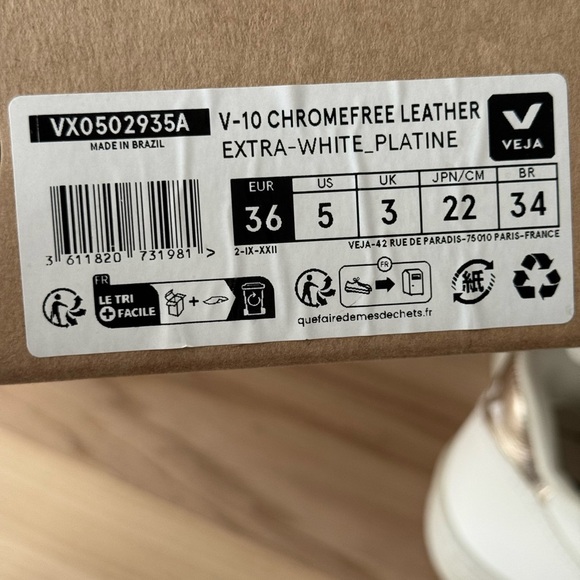 VX0502935A
MADE IN BRAZIL
V-10 CHROMEFREE LEATHER
EXTRA-WHITE_PLATINE
V
VEJA
EUR US UK JPN/CM BR
36 5 3 22 34
2-IX-XXII
VEJA-42 RUE DE PARADIS-75010 PARIS-FRANCE
3 611820 731981 >
FR
LE TRI
+ FACILE
+
FR
quefairedemesdechets.fr
紙